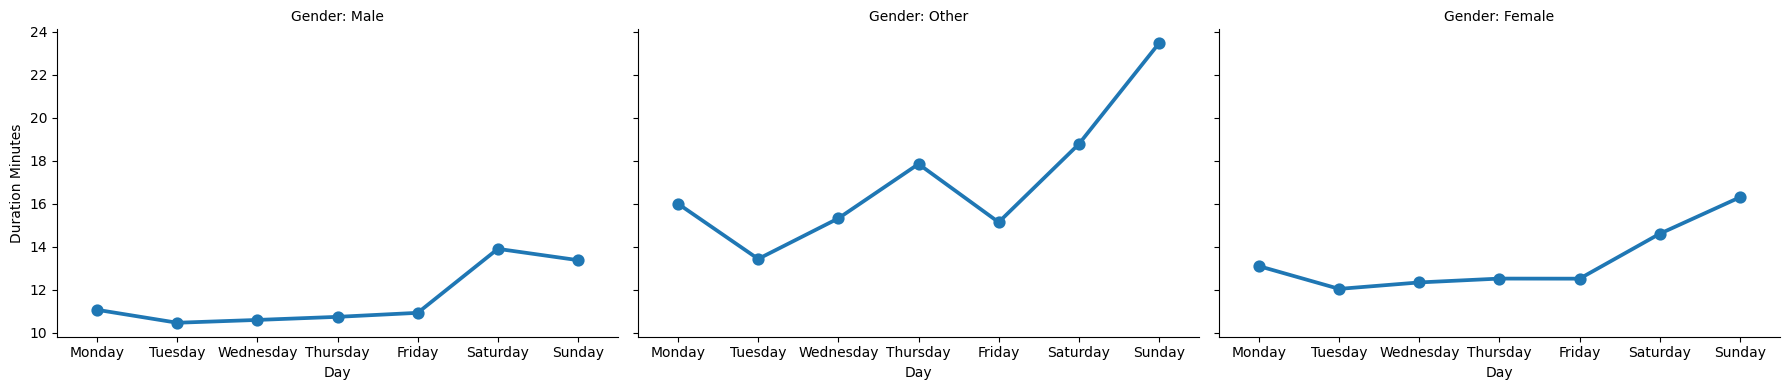 Gender: Male
Gender: Other
Gender: Female
Duration Minutes
24
22
20
18
16
14
12
10
Monday Tuesday Wednesday Thursday Friday Saturday Sunday
Day
Monday Tuesday Wednesday Thursday Friday Saturday Sunday
Day
Monday Tuesday Wednesday Thursday Friday Saturday Sunday
Day